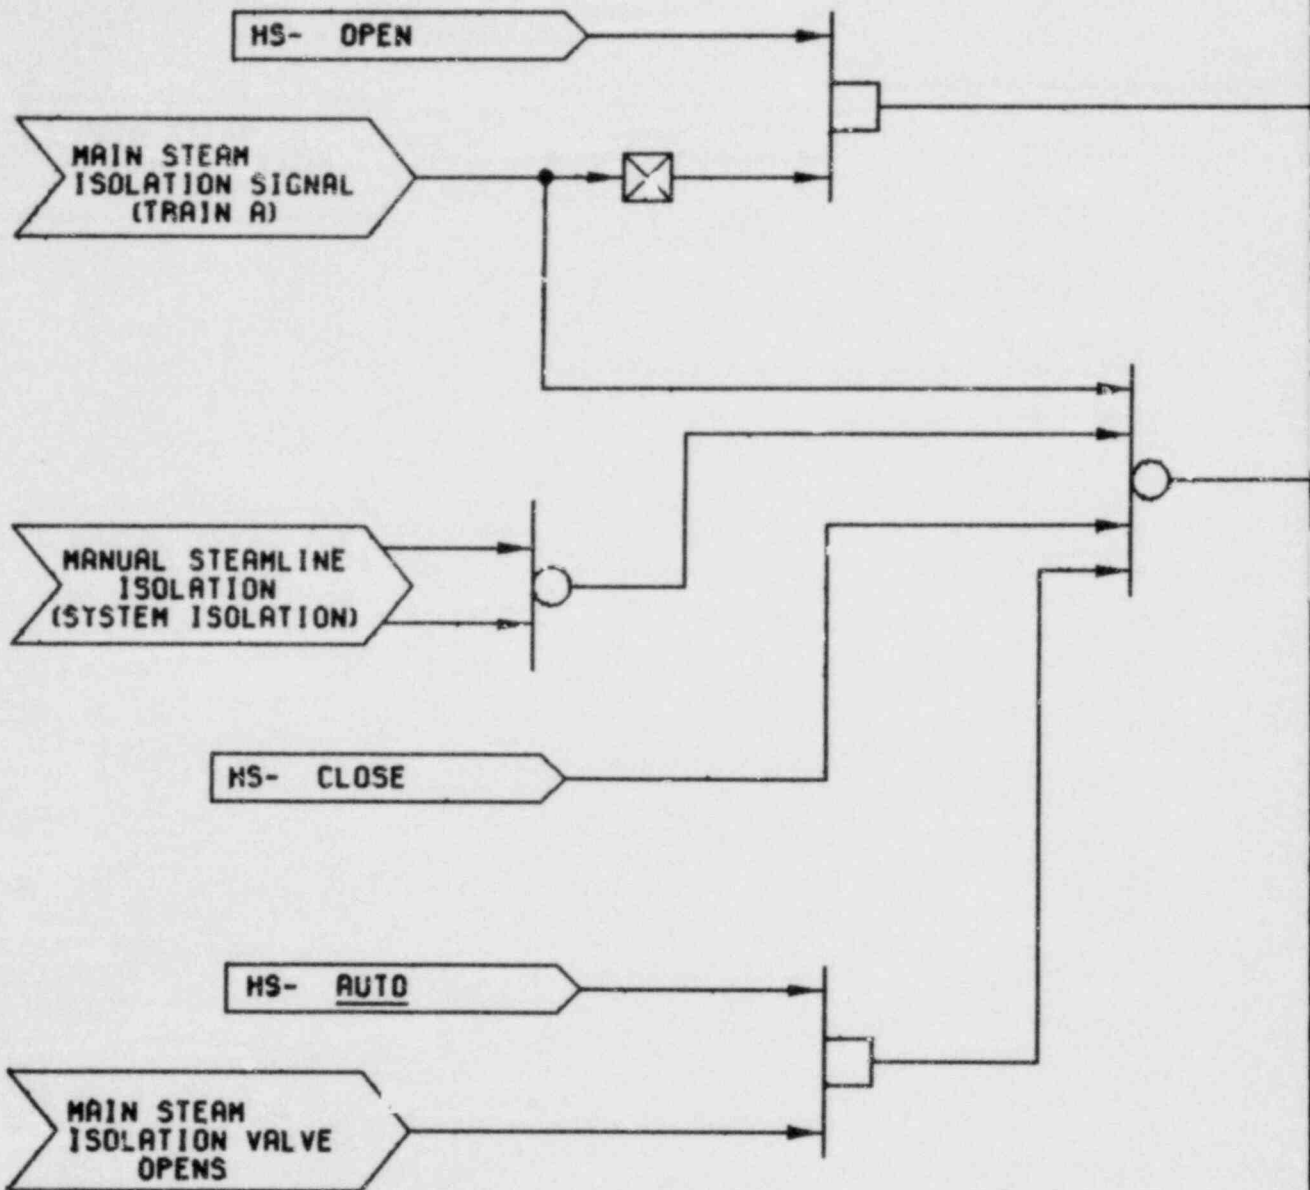 HS- OPEN
MAIN STEAM
ISOLATION SIGNAL
(TRAIN A)
MANUAL STEAMLINE
ISOLATION
(SYSTEM ISOLATION)
HS- CLOSE
HS- AUTO
MAIN STEAM
ISOLATION VALVE
OPENS